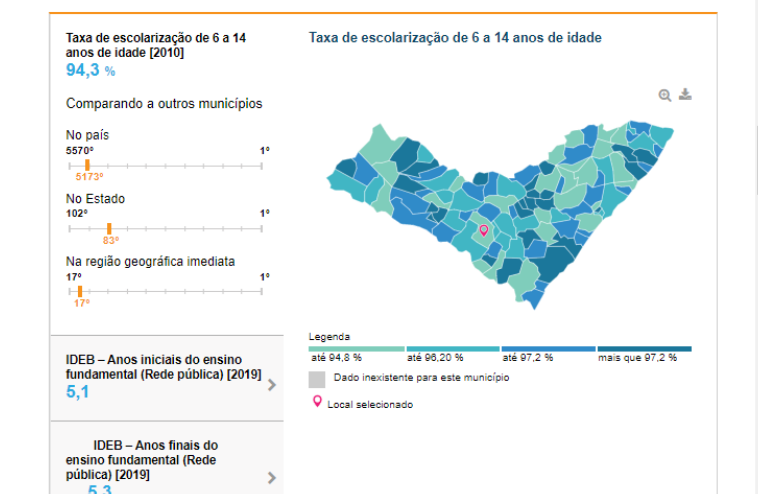 Taxa de escolarização de 6 a 14
anos de idade [2010]
94,3 %
Comparando a outros municípios
No país
5570º 1º
5173º
No Estado
102º 1º
83º
Na região geográfica imediata
17º 1º
17º
IDEB – Anos iniciais do ensino
fundamental (Rede pública) [2019]
5,1
IDEB – Anos finais do
ensino fundamental (Rede
pública) [2019]
5,3
Taxa de escolarização de 6 a 14 anos de idade
Legenda
até 94,8 % até 96,20 % até 97,2 % mais que 97,2 %
Dado inexistente para este município
Local selecionado